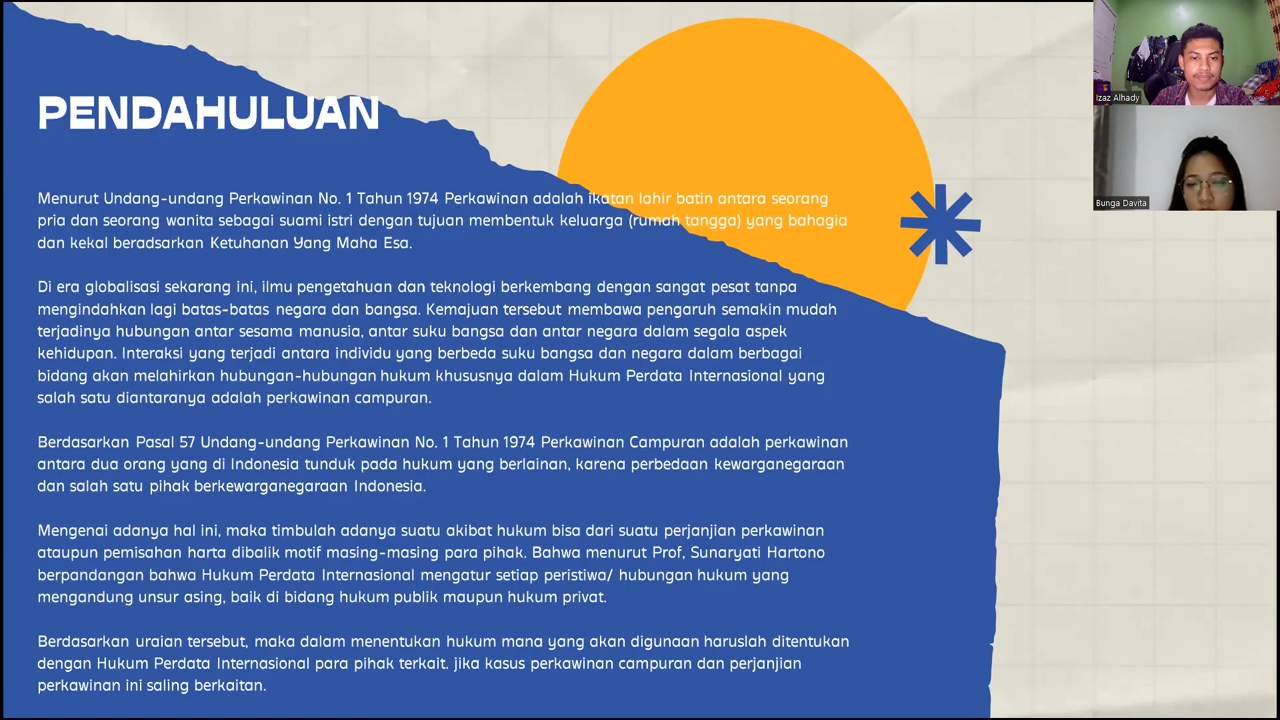 PENDAHULUAN
Menurut Undang-undang Perkawinan No. 1 Tahun 1974 Perkawinan adalah ikatan lahir batin antara seorang
pria dan seorang wanita sebagai suami istri dengan tujuan membentuk keluarga (rumah tangga) yang bahagia
dan kekal beradsarkan Ketuhanan Yang Maha Esa.
Di era globalisasi sekarang ini, ilmu pengetahuan dan teknologi berkembang dengan sangat pesat tanpa
mengindahkan lagi batas-batas negara dan bangsa. Kemajuan tersebut membawa pengaruh semakin mudah
terjadinya hubungan antar sesama manusia, antar suku bangsa dan antar negara dalam segala aspek
kehidupan. Interaksi yang terjadi antara individu yang berbeda suku bangsa dan negara dalam berbagai
bidang akan melahirkan hubungan-hubungan hukum khususnya dalam Hukum Perdata Internasional yang
salah satu diantaranya adalah perkawinan campuran.
Berdasarkan Pasal 57 Undang-undang Perkawinan No. 1 Tahun 1974 Perkawinan Campuran adalah perkawinan
antara dua orang yang di Indonesia tunduk pada hukum yang berlainan, karena perbedaan kewarganegaraan
dan salah satu pihak berkewarganegaraan Indonesia.
Mengenai adanya hal ini, maka timbulah adanya suatu akibat hukum bisa dari suatu perjanjian perkawinan
ataupun pemisahan harta dibalik motif masing-masing para pihak. Bahwa menurut Prof, Sunaryati Hartono
berpandangan bahwa Hukum Perdata Internasional mengatur setiap peristiwa/ hubungan hukum yang
mengandung unsur asing, baik di bidang hukum publik maupun hukum privat.
Berdasarkan uraian tersebut, maka dalam menentukan hukum mana yang akan digunaan haruslah ditentukan
dengan Hukum Perdata Internasional para pihak terkait. jika kasus perkawinan campuran dan perjanjian
perkawinan ini saling berkaitan.
Izaz Alhady
Bunga Davita